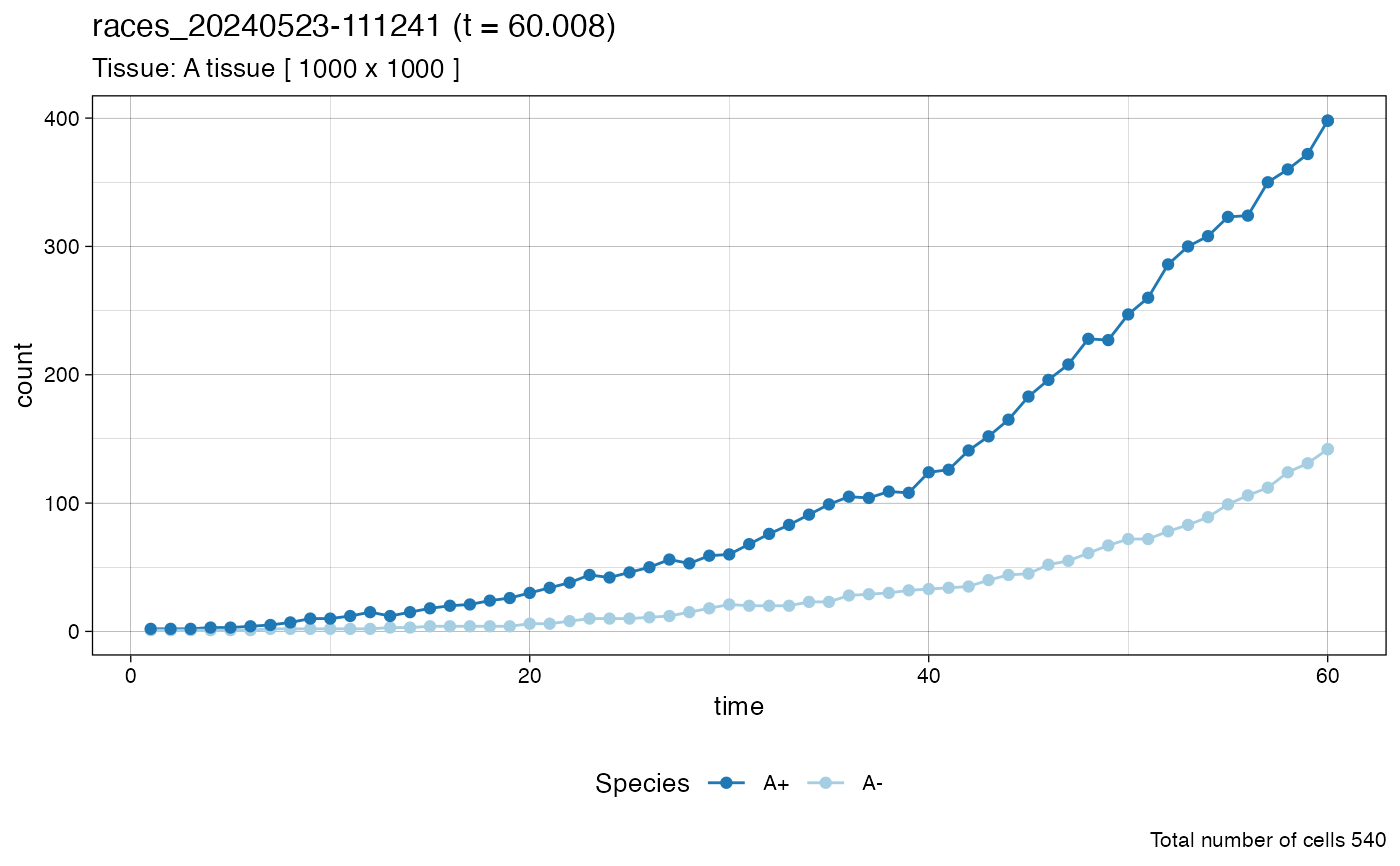 races_20240523-111241 (t = 60.008)
Tissue: A tissue [ 1000 x 1000 ]
400
300
200
100
0
count
0 20 40 60
time
Species A+ A-
Total number of cells 540